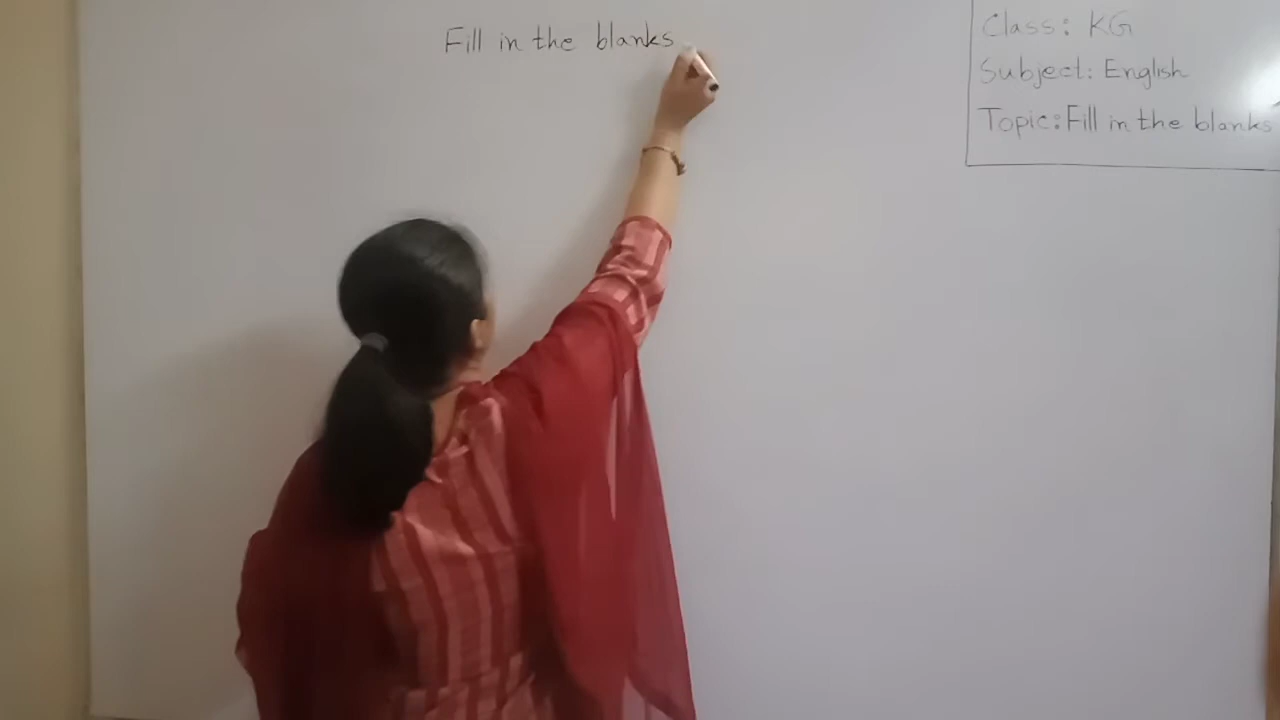 Fill in the blanks
Class: KG
Subject: English
Topic: Fill in the blanks